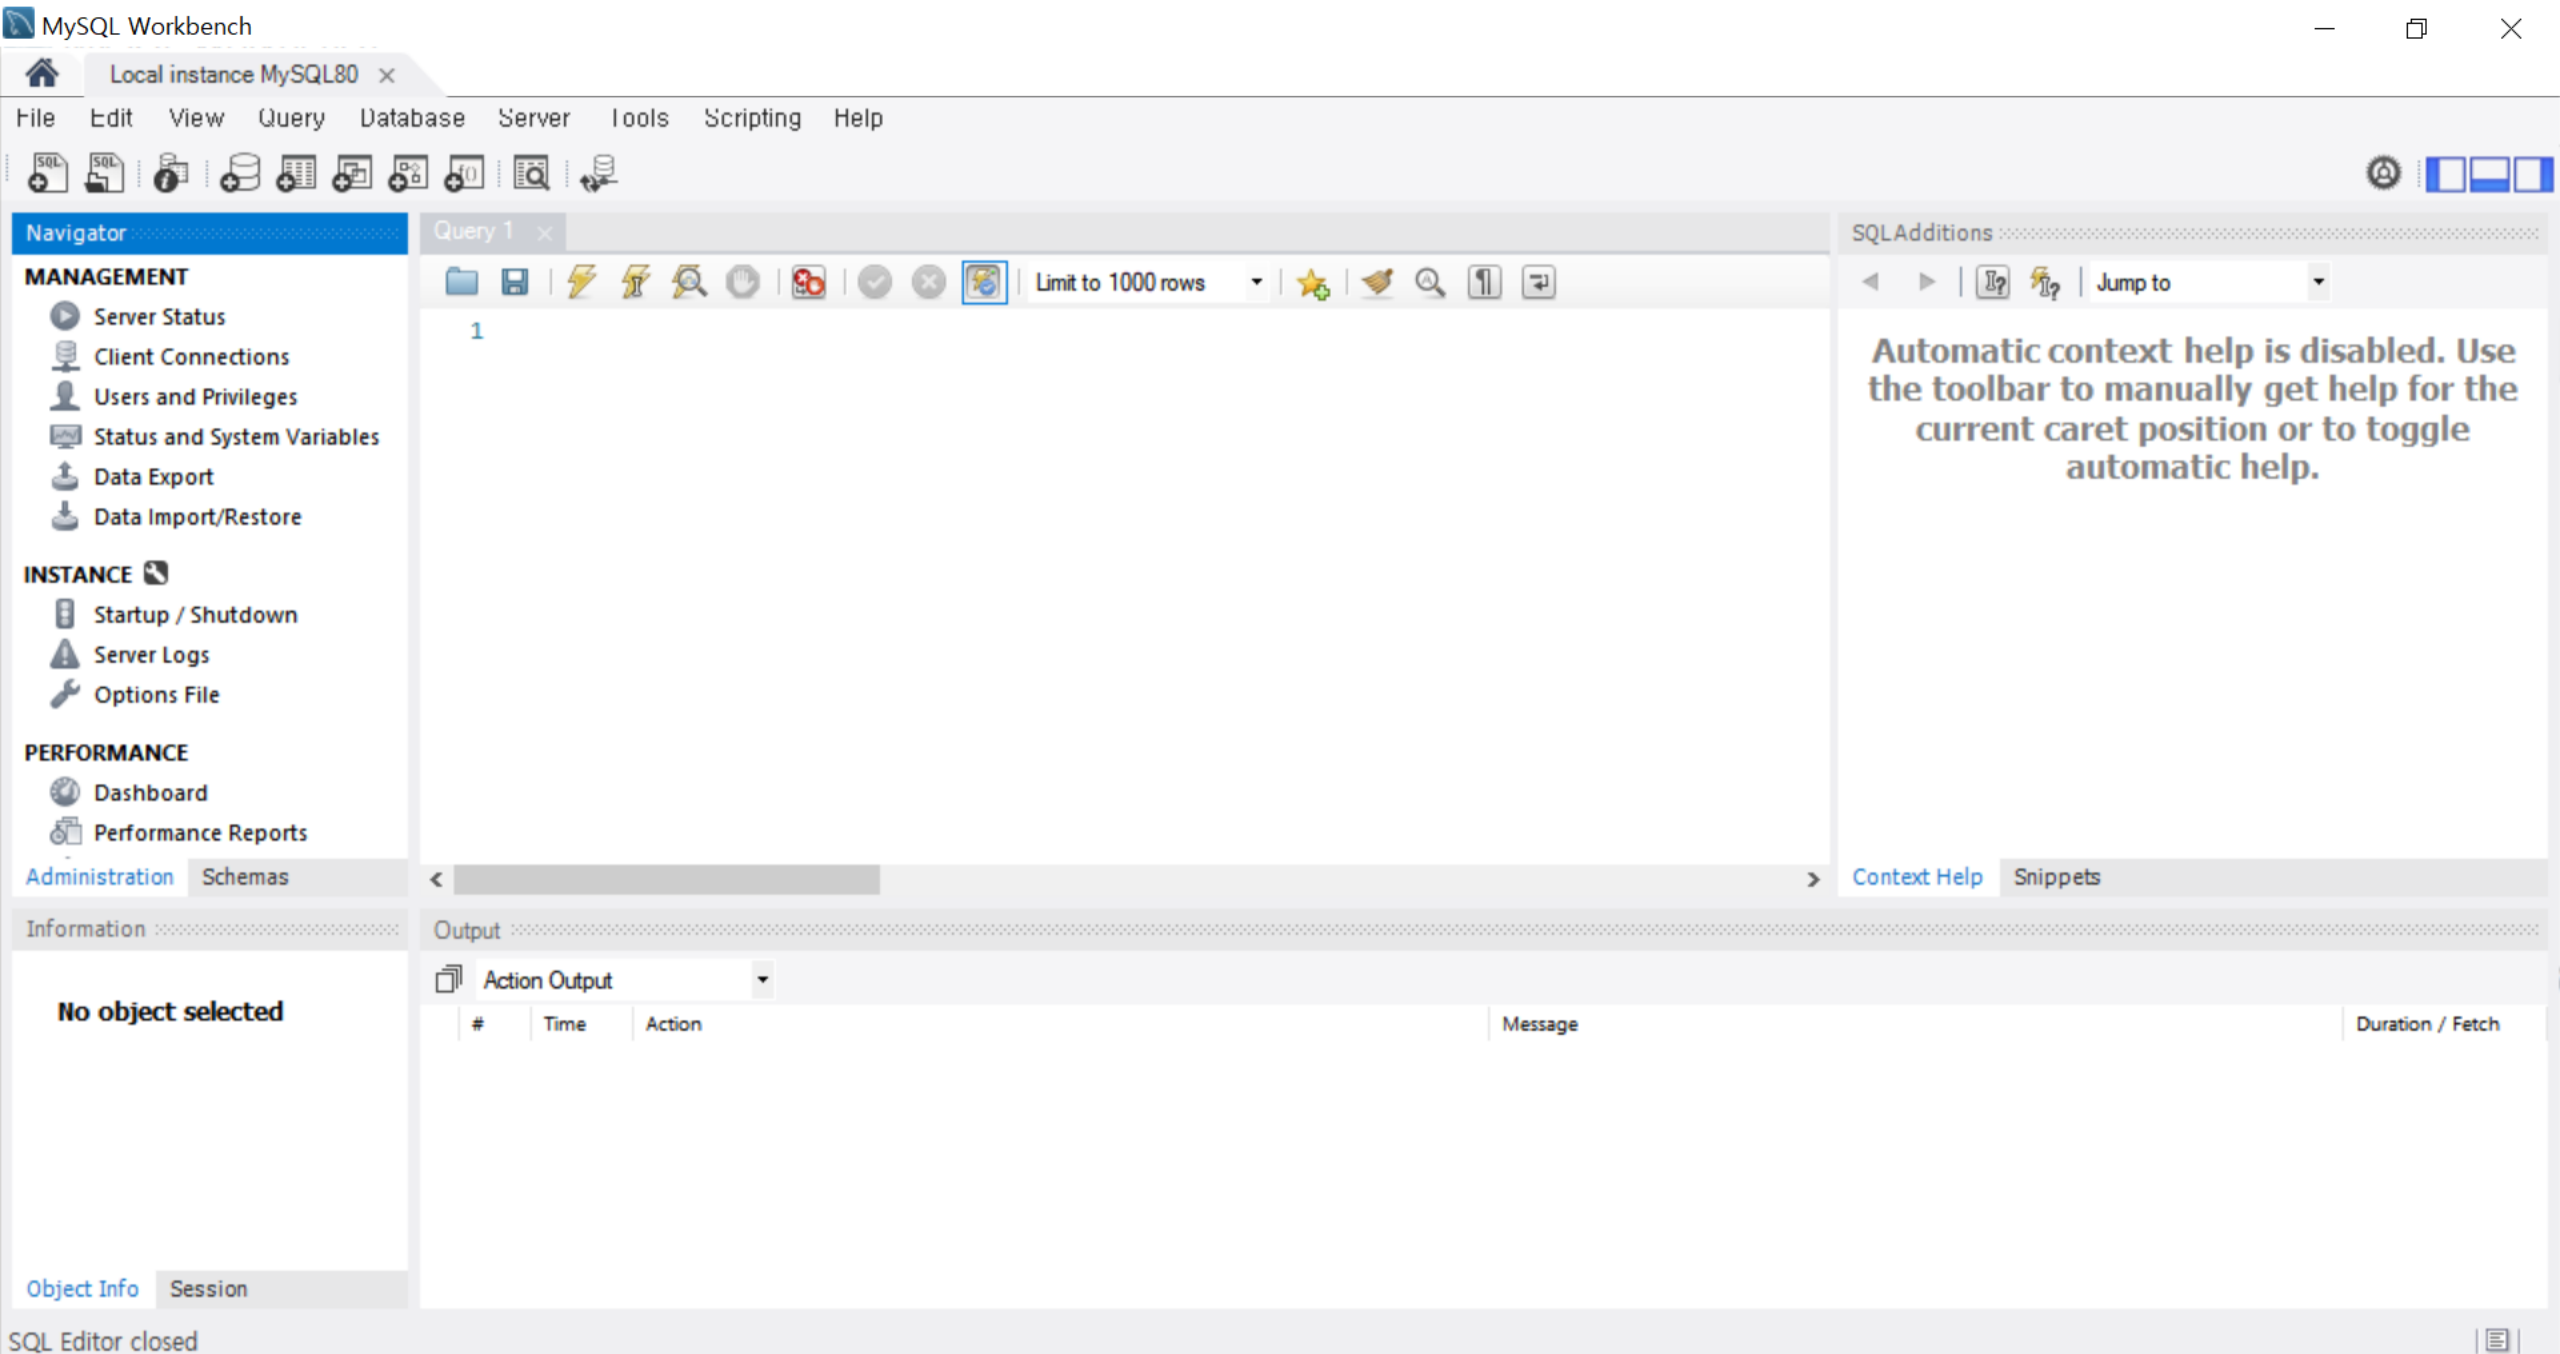 MySQL Workbench
Local instance MySQL80
File Edit View Query Database Server Tools Scripting Help
Navigator
MANAGEMENT
Server Status
Client Connections
Users and Privileges
Status and System Variables
Data Export
Data Import/Restore
INSTANCE
Startup / Shutdown
Server Logs
Options File
PERFORMANCE
Dashboard
Performance Reports
Administration Schemas
Query 1
Limit to 1000 rows
1
SQLAdditions
Jump to
Automatic context help is disabled. Use
the toolbar to manually get help for the
current caret position or to toggle
automatic help.
Context Help Snippets
Information
No object selected
Object Info Session
Output
Action Output
# Time Action Message Duration / Fetch
SQL Editor closed